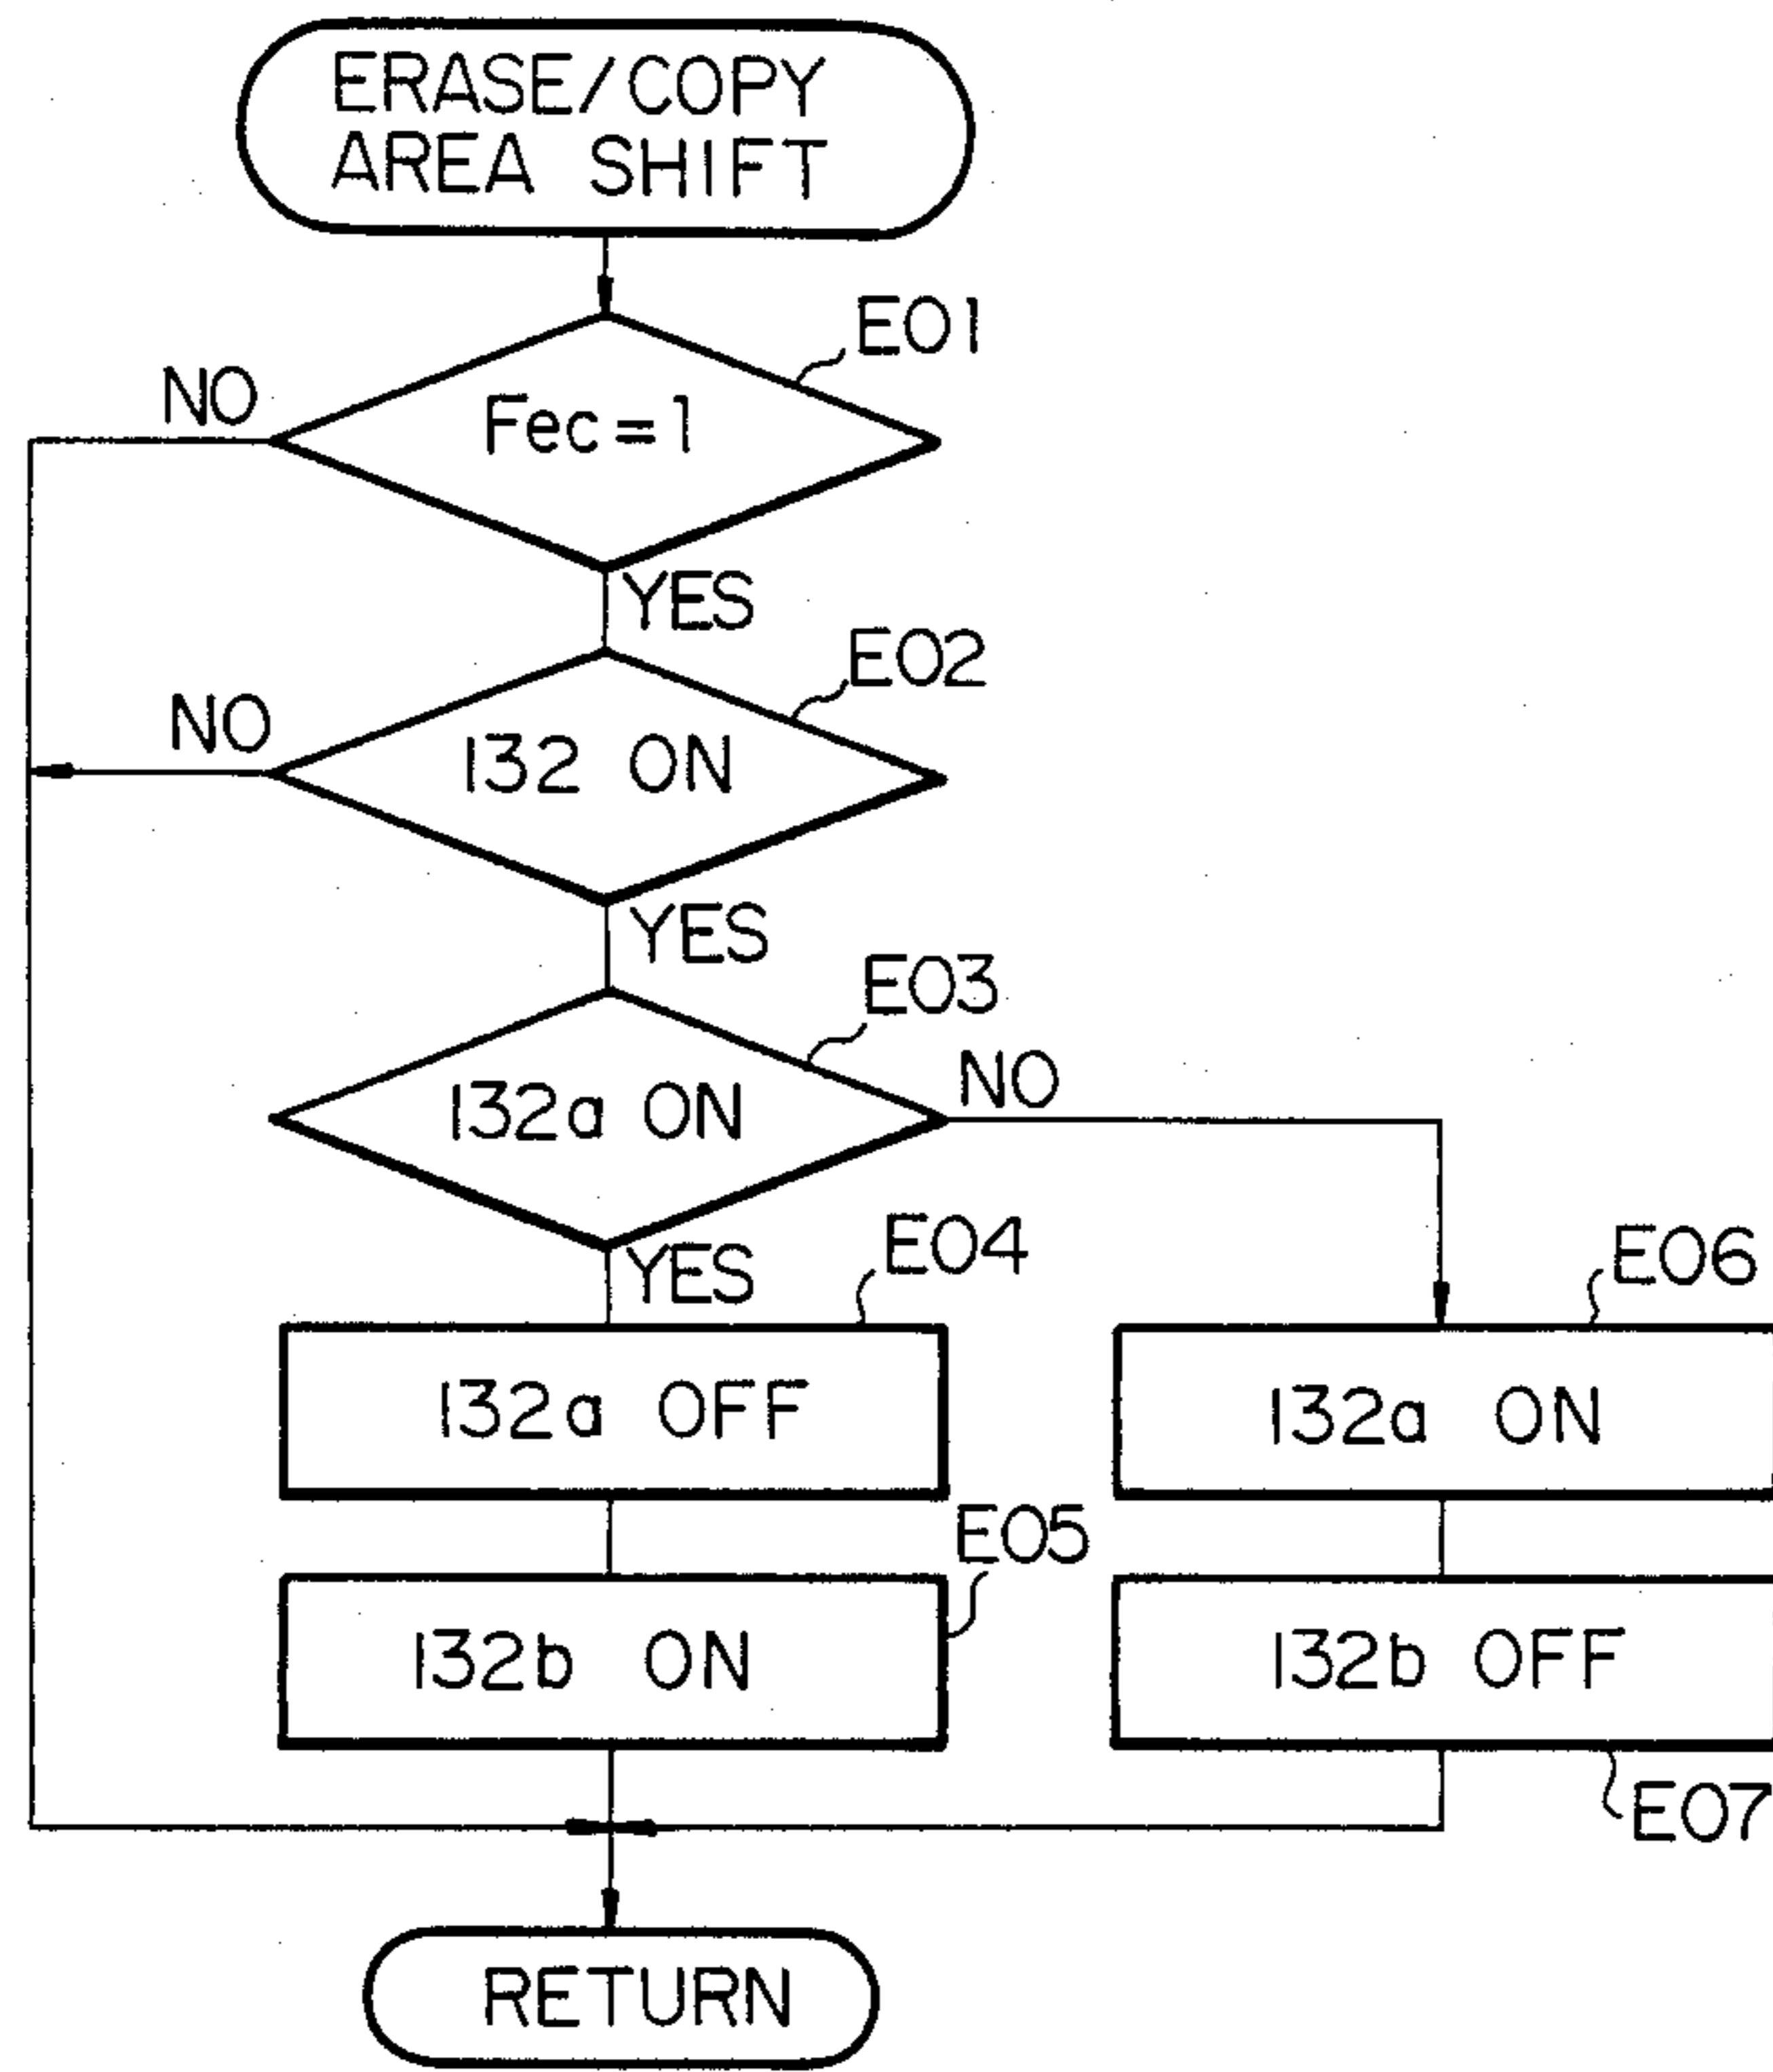 ERASE/COPY
AREA SHIFT
E01
NO
Fec=1
YES
E02
NO
132 ON
YES
E03
NO
132a ON
YES
E04
E06
132a OFF
132a ON
E05
132b ON
132b OFF
E07
RETURN